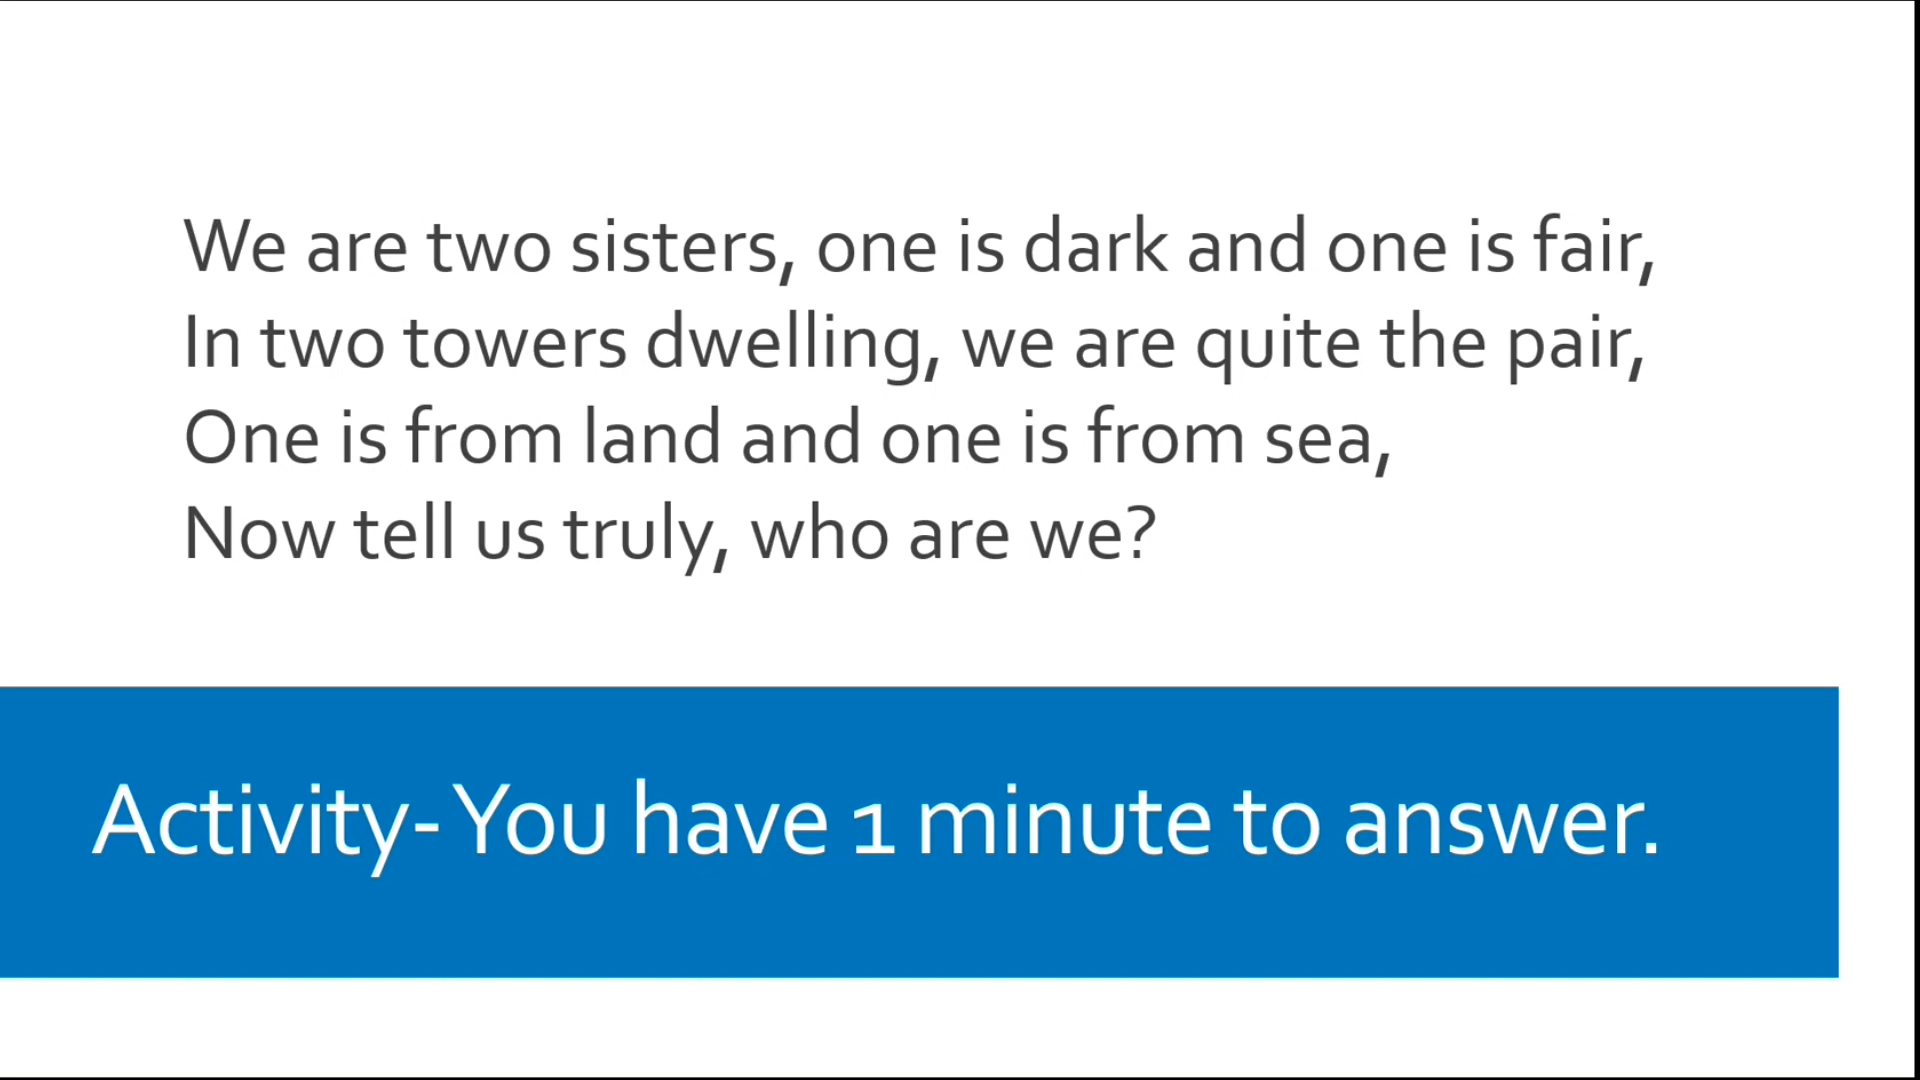 We are two sisters, one is dark and one is fair,
In two towers dwelling, we are quite the pair,
One is from land and one is from sea,
Now tell us truly, who are we?
Activity- You have 1 minute to answer.